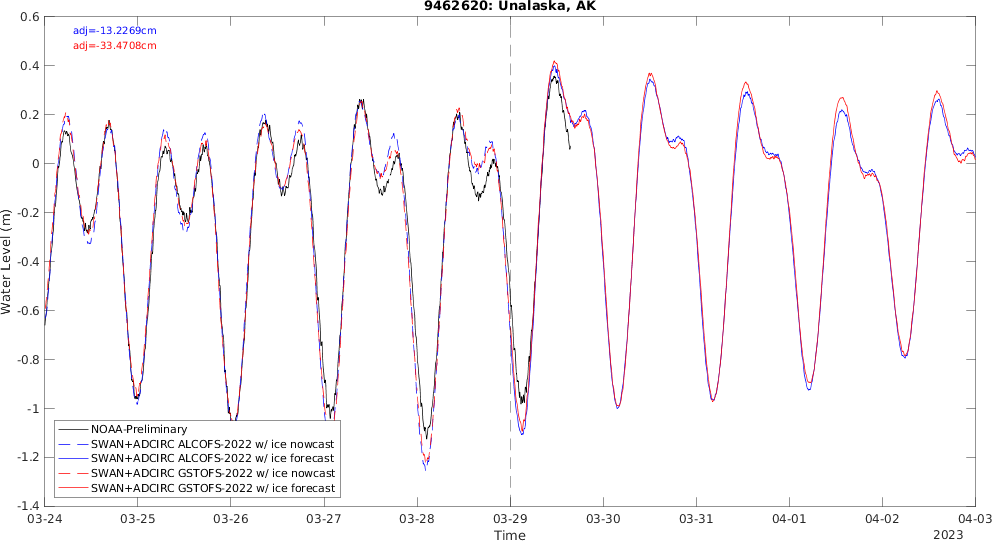 9462620: Unalaska, AK
adj=-13.2269cm
adj=-33.4708cm
0.6
0.4
0.2
0
-0.2
-0.4
-0.6
-0.8
-1
-1.2
-1.4
Water Level (m)
NOAA-Preliminary
SWAN+ADCIRC ALCOFS-2022 w/ ice nowcast
SWAN+ADCIRC ALCOFS-2022 w/ ice forecast
SWAN+ADCIRC GSTOFS-2022 w/ ice nowcast
SWAN+ADCIRC GSTOFS-2022 w/ ice forecast
03-24 03-25 03-26 03-27 03-28 03-29 03-30 03-31 04-01 04-02 04-03
Time
2023